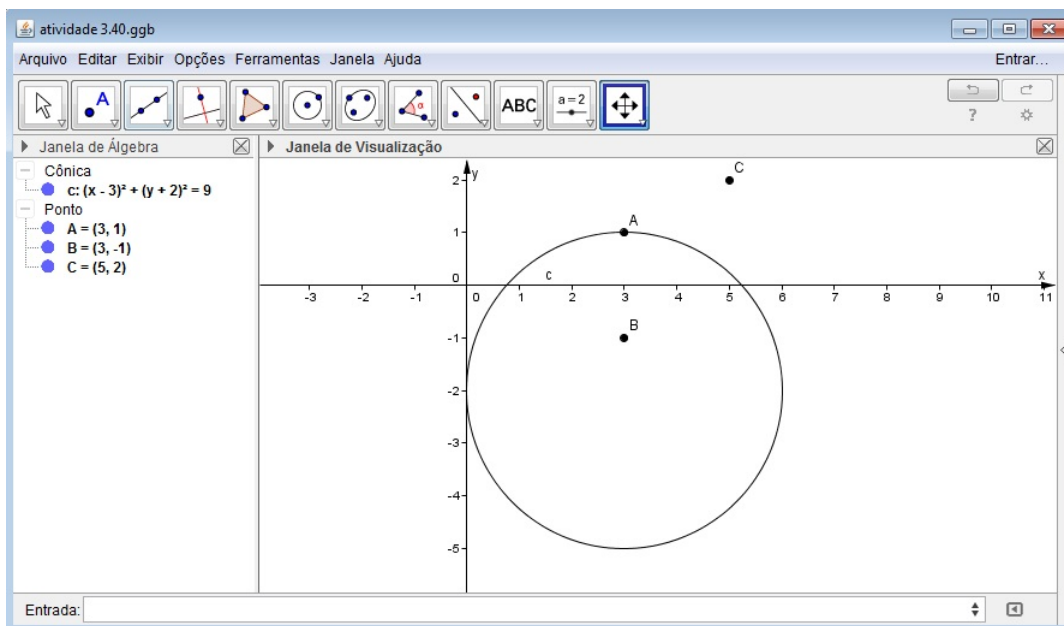 atividade 3.40.ggb
Arquivo Editar Exibir Opções Ferramentas Janela Ajuda
Entrar...
A
α
ABC
a=2
?
Janela de Álgebra
Janela de Visualização
Cônica
c: (x - 3)² + (y + 2)² = 9
Ponto
A = (3, 1)
B = (3, -1)
C = (5, 2)
2 y
C
1
A
0
c
x
-3 -2 -1 0 1 2 3 4 5 6 7 8 9 10 11
-1
B
-2
-3
-4
-5
Entrada: